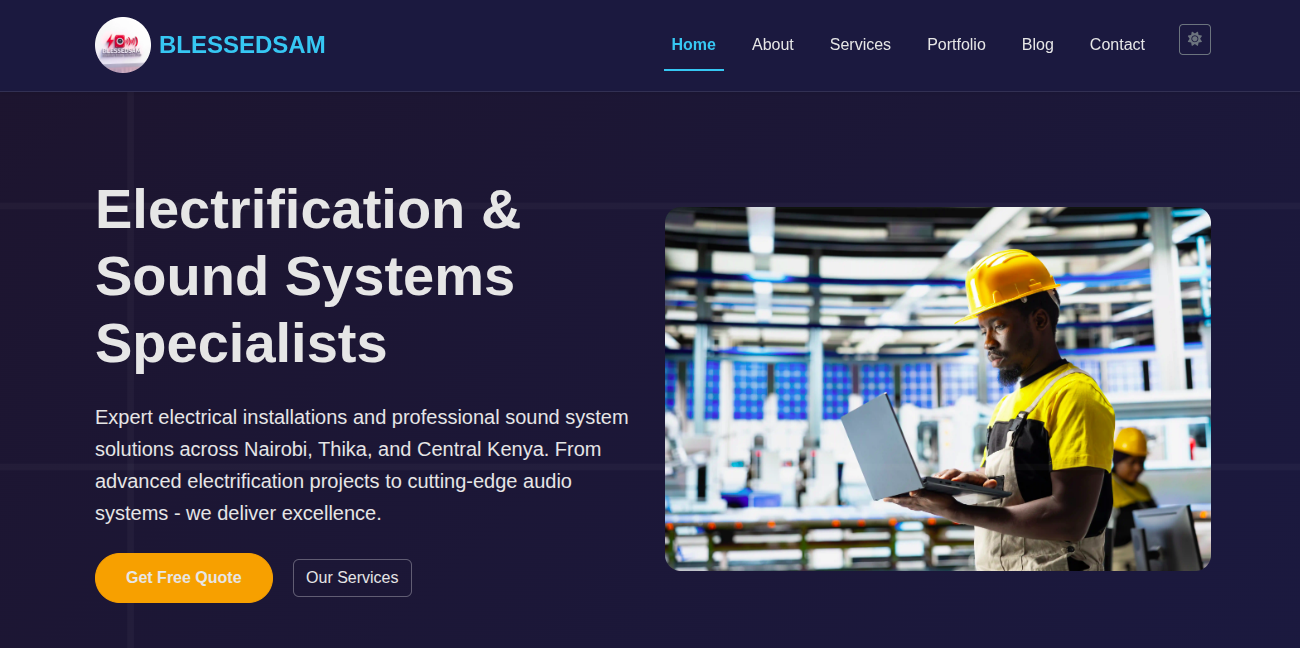 BLESSEDSAM
BLESSEDSAM
Home
About
Services
Portfolio
Blog
Contact
Electrification &
Sound Systems
Specialists
Expert electrical installations and professional sound system
solutions across Nairobi, Thika, and Central Kenya. From
advanced electrification projects to cutting-edge audio
systems - we deliver excellence.
Get Free Quote
Our Services